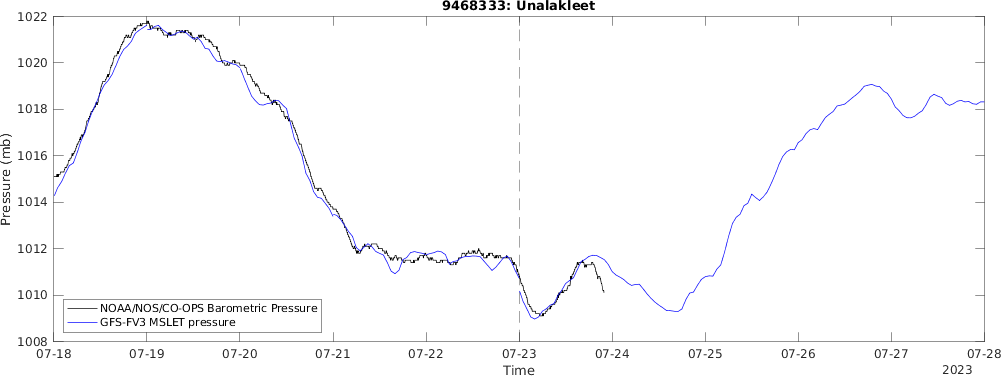 9468333: Unalakleet
1022
1020
1018
1016
1014
1012
1010
1008
Pressure (mb)
NOAA/NOS/CO-OPS Barometric Pressure
GFS-FV3 MSLET pressure
07-18 07-19 07-20 07-21 07-22 07-23 07-24 07-25 07-26 07-27 07-28
Time
2023